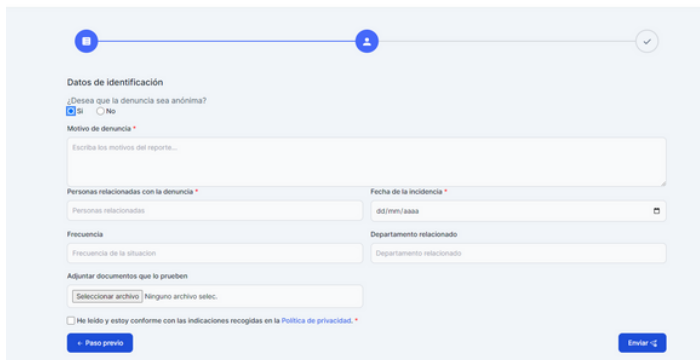 Datos de identificación
¿Desea que la denuncia sea anónima?
Si No
Motivo de denuncia *
Escriba los motivos del reporte...
Personas relacionadas con la denuncia * Fecha de la incidencia *
Personas relacionadas dd/mm/aaaa
Frecuencia Departamento relacionado
Frecuencia de la situacion Departamento relacionado
Adjuntar documentos que lo prueben
Seleccionar archivo Ninguno archivo selec.
He leído y estoy conforme con las indicaciones recogidas en la Política de privacidad. *
← Paso previo Enviar